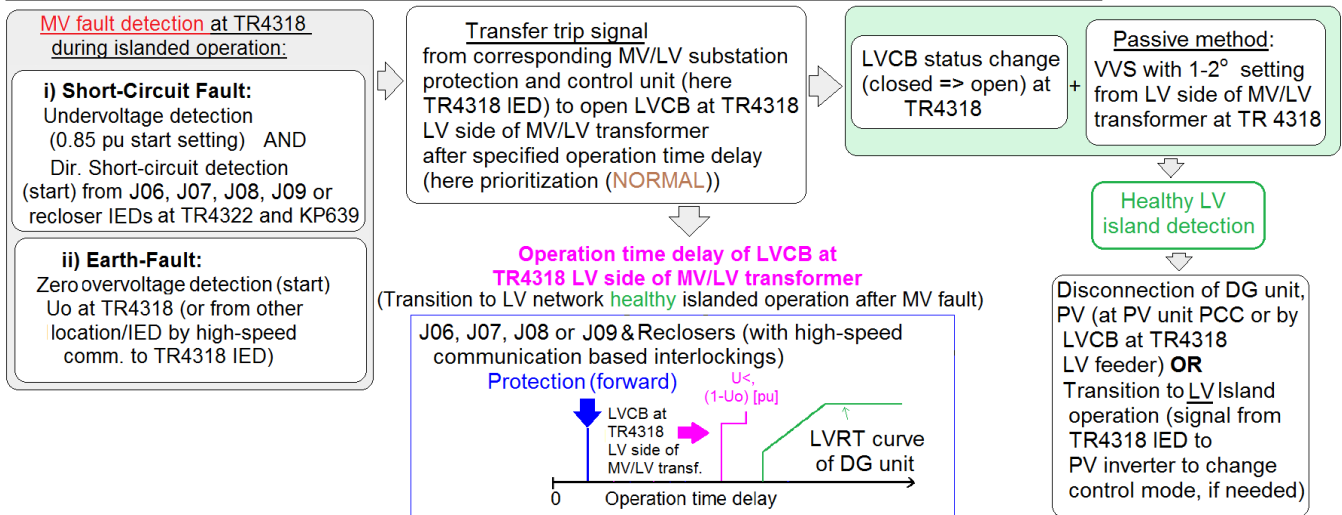 MV fault detection at TR4318
during islanded operation:
i) Short-Circuit Fault:
Undervoltage detection
(0.85 pu start setting) AND
Dir. Short-circuit detection
(start) from J06, J07, J08, J09 or
recloser IEDs at TR4322 and KP639
ii) Earth-Fault:
Zero overvoltage detection (start)
Uo at TR4318 (or from other
location/IED by high-speed
comm. to TR4318 IED)
Transfer trip signal
from corresponding MV/LV substation
protection and control unit (here
TR4318 IED) to open LVCB at TR4318
LV side of MV/LV transformer
after specified operation time delay
(here prioritization (NORMAL))
LVCB status change
(closed => open) at
TR4318
+
Passive method:
VVS with 1-2° setting
from LV side of MV/LV
transformer at TR 4318
Healthy LV
island detection
Disconnection of DG unit,
PV (at PV unit PCC or by
LVCB at TR4318
LV feeder) OR
Transition to LV Island
operation (signal from
TR4318 IED to
PV inverter to change
control mode, if needed)
Operation time delay of LVCB at
TR4318 LV side of MV/LV transformer
(Transition to LV network healthy islanded operation after MV fault)
J06, J07, J08 or J09 & Reclosers (with high-speed
communication based interlockings)
Protection (forward)
U<,
(1-Uo) [pu]
LVCB at
TR4318
LV side of
MV/LV transf.
LVRT curve
of DG unit
0
Operation time delay